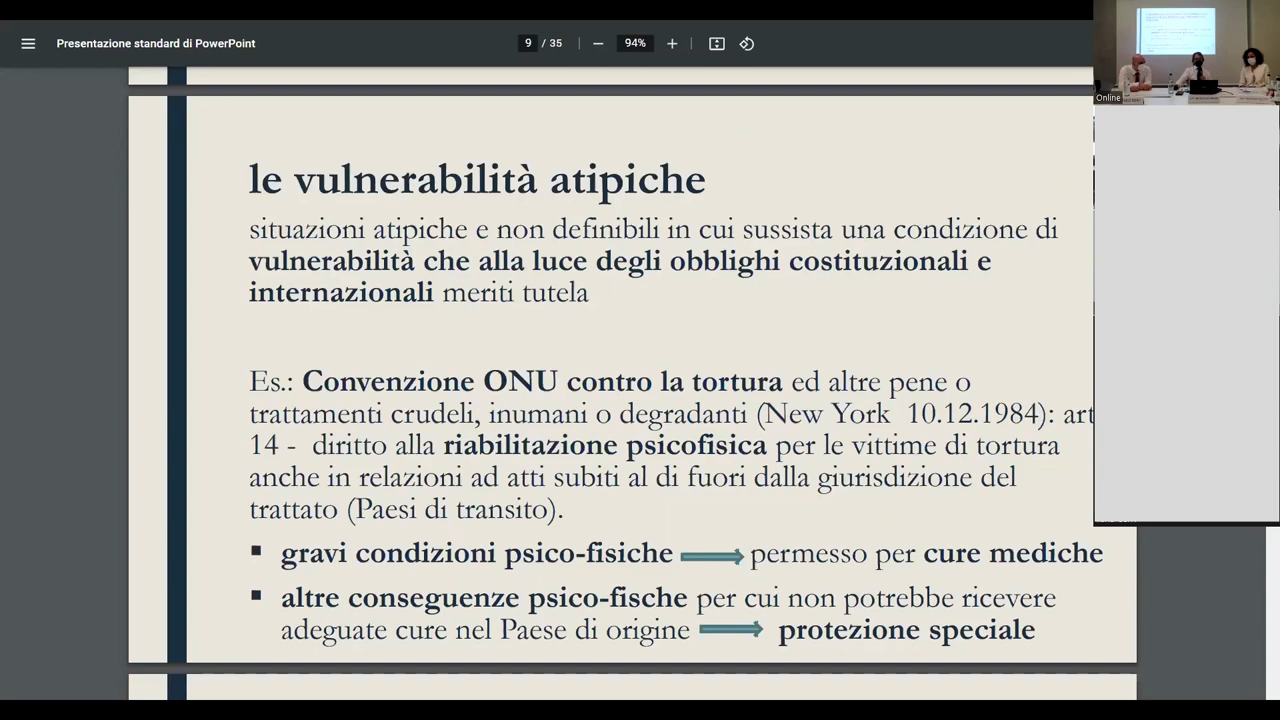 Presentazione standard di PowerPoint
9 / 35
94%
Online
le vulnerabilità atipiche
situazioni atipiche e non definibili in cui sussista una condizione di
vulnerabilità che alla luce degli obblighi costituzionali e
internazionali meriti tutela
Es.: Convenzione ONU contro la tortura ed altre pene o
trattamenti crudeli, inumani o degradanti (New York 10.12.1984): art
14 - diritto alla riabilitazione psicofisica per le vittime di tortura
anche in relazioni ad atti subiti al di fuori dalla giurisdizione del
trattato (Paesi di transito).
▪ gravi condizioni psico-fisiche permesso per cure mediche
▪ altre conseguenze psico-fische per cui non potrebbe ricevere
adeguate cure nel Paese di origine protezione speciale